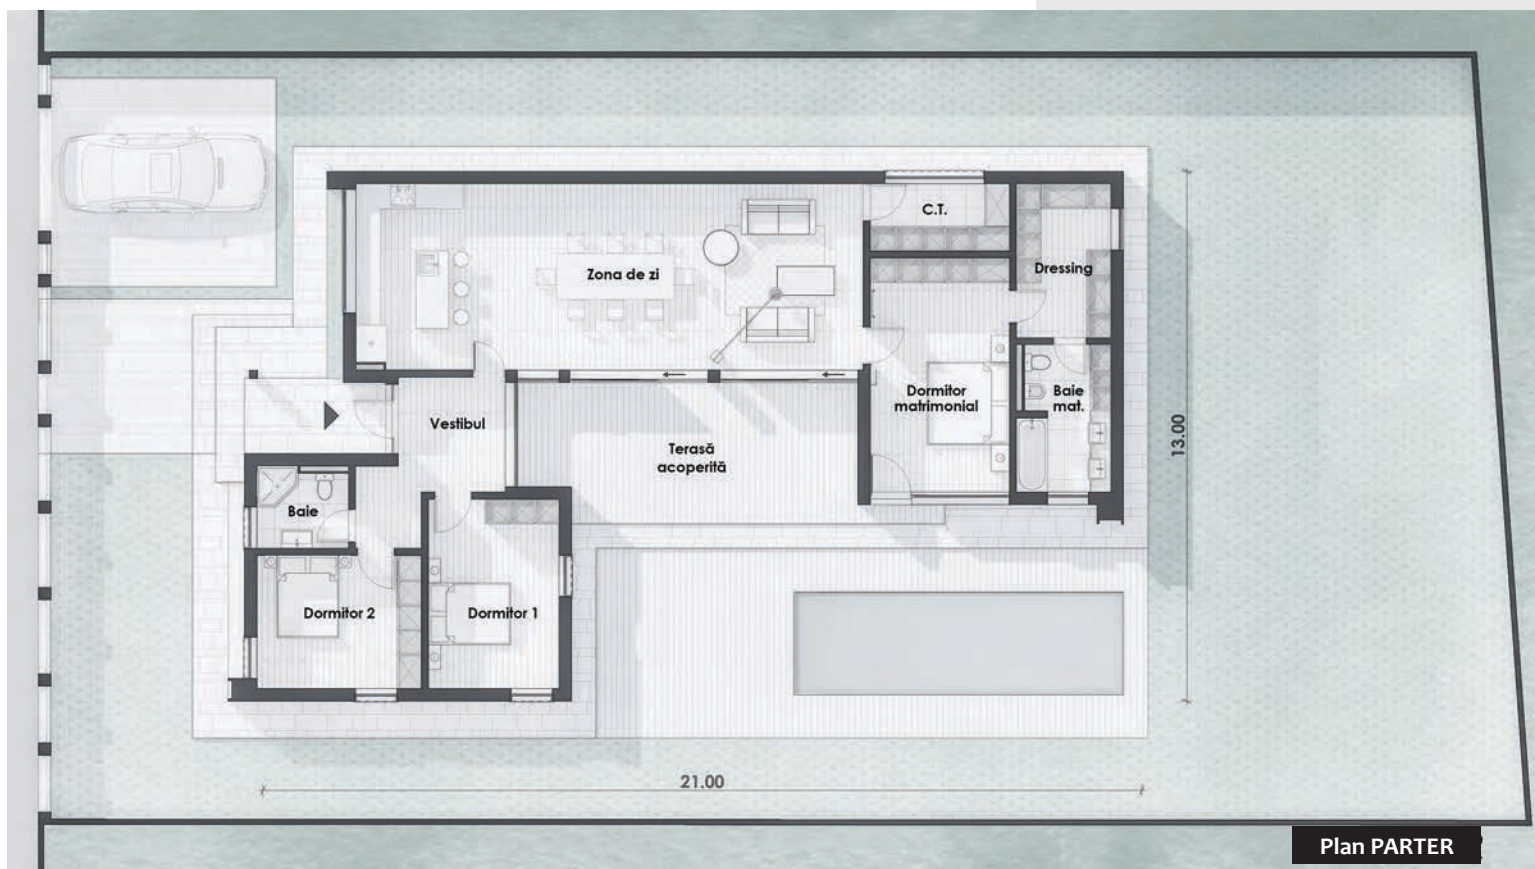 C.T.
Dressing
Zona de zi
Dormitor
matrimonial
Baie
mat.
Vestibul
Terasă
acoperită
13.00
Baie
Dormitor 2
Dormitor 1
21.00
Plan PARTER